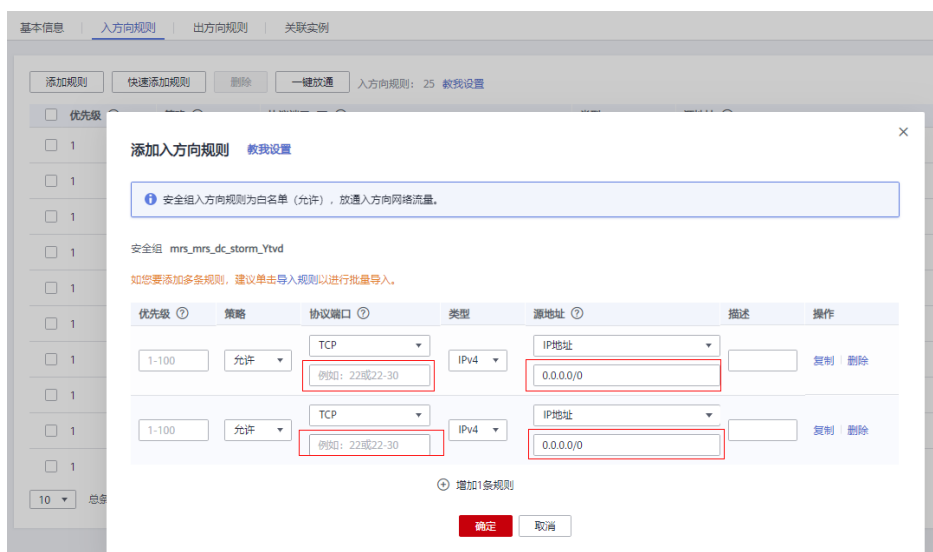 基本信息 入方向规则 出方向规则 关联实例
添加规则 快速添加规则 删除 一键放通 入方向规则: 25 教我设置
优先级
1
添加入方向规则 教我设置
1
安全组入方向规则为白名单（允许），放通入方向网络流量。
1
1
安全组 mrs_mrs_dc_storm_Ytvd
1
如您要添加多条规则，建议单击导入规则以进行批量导入。
优先级 策略 协议端口 类型 源地址 描述 操作
1
TCP IP地址
1
1-100 允许 IPv4 复制 删除
例如：22或22-30 0.0.0.0/0
1
TCP IP地址
1
1-100 允许 IPv4 复制 删除
例如：22或22-30 0.0.0.0/0
1
增加1条规则
10 总条
确定 取消